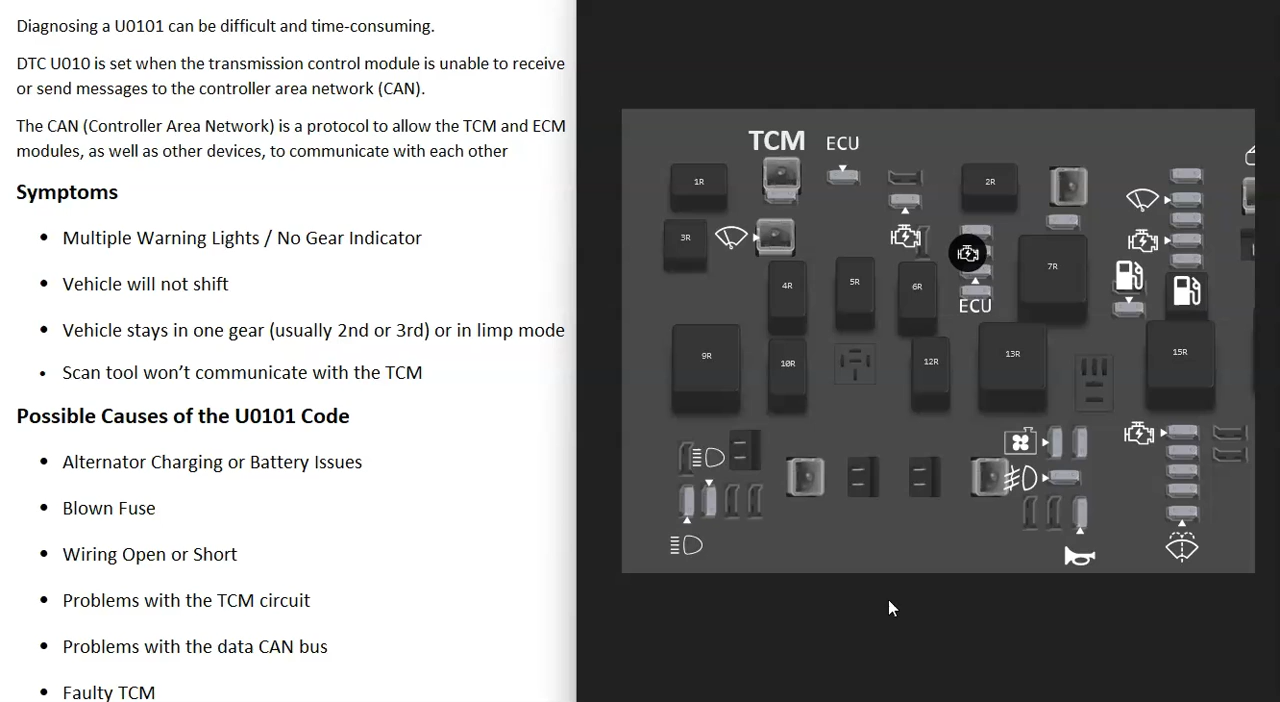 Diagnosing a U0101 can be difficult and time-consuming.
DTC U010 is set when the transmission control module is unable to receive
or send messages to the controller area network (CAN).
The CAN (Controller Area Network) is a protocol to allow the TCM and ECM
modules, as well as other devices, to communicate with each other
Symptoms
• Multiple Warning Lights / No Gear Indicator
• Vehicle will not shift
• Vehicle stays in one gear (usually 2nd or 3rd) or in limp mode
• Scan tool won’t communicate with the TCM
Possible Causes of the U0101 Code
• Alternator Charging or Battery Issues
• Blown Fuse
• Wiring Open or Short
• Problems with the TCM circuit
• Problems with the data CAN bus
• Faulty TCM
TCM ECU
1R 2R
3R
4R 5R 6R 7R
ECU
9R 10R 12R 13R 15R